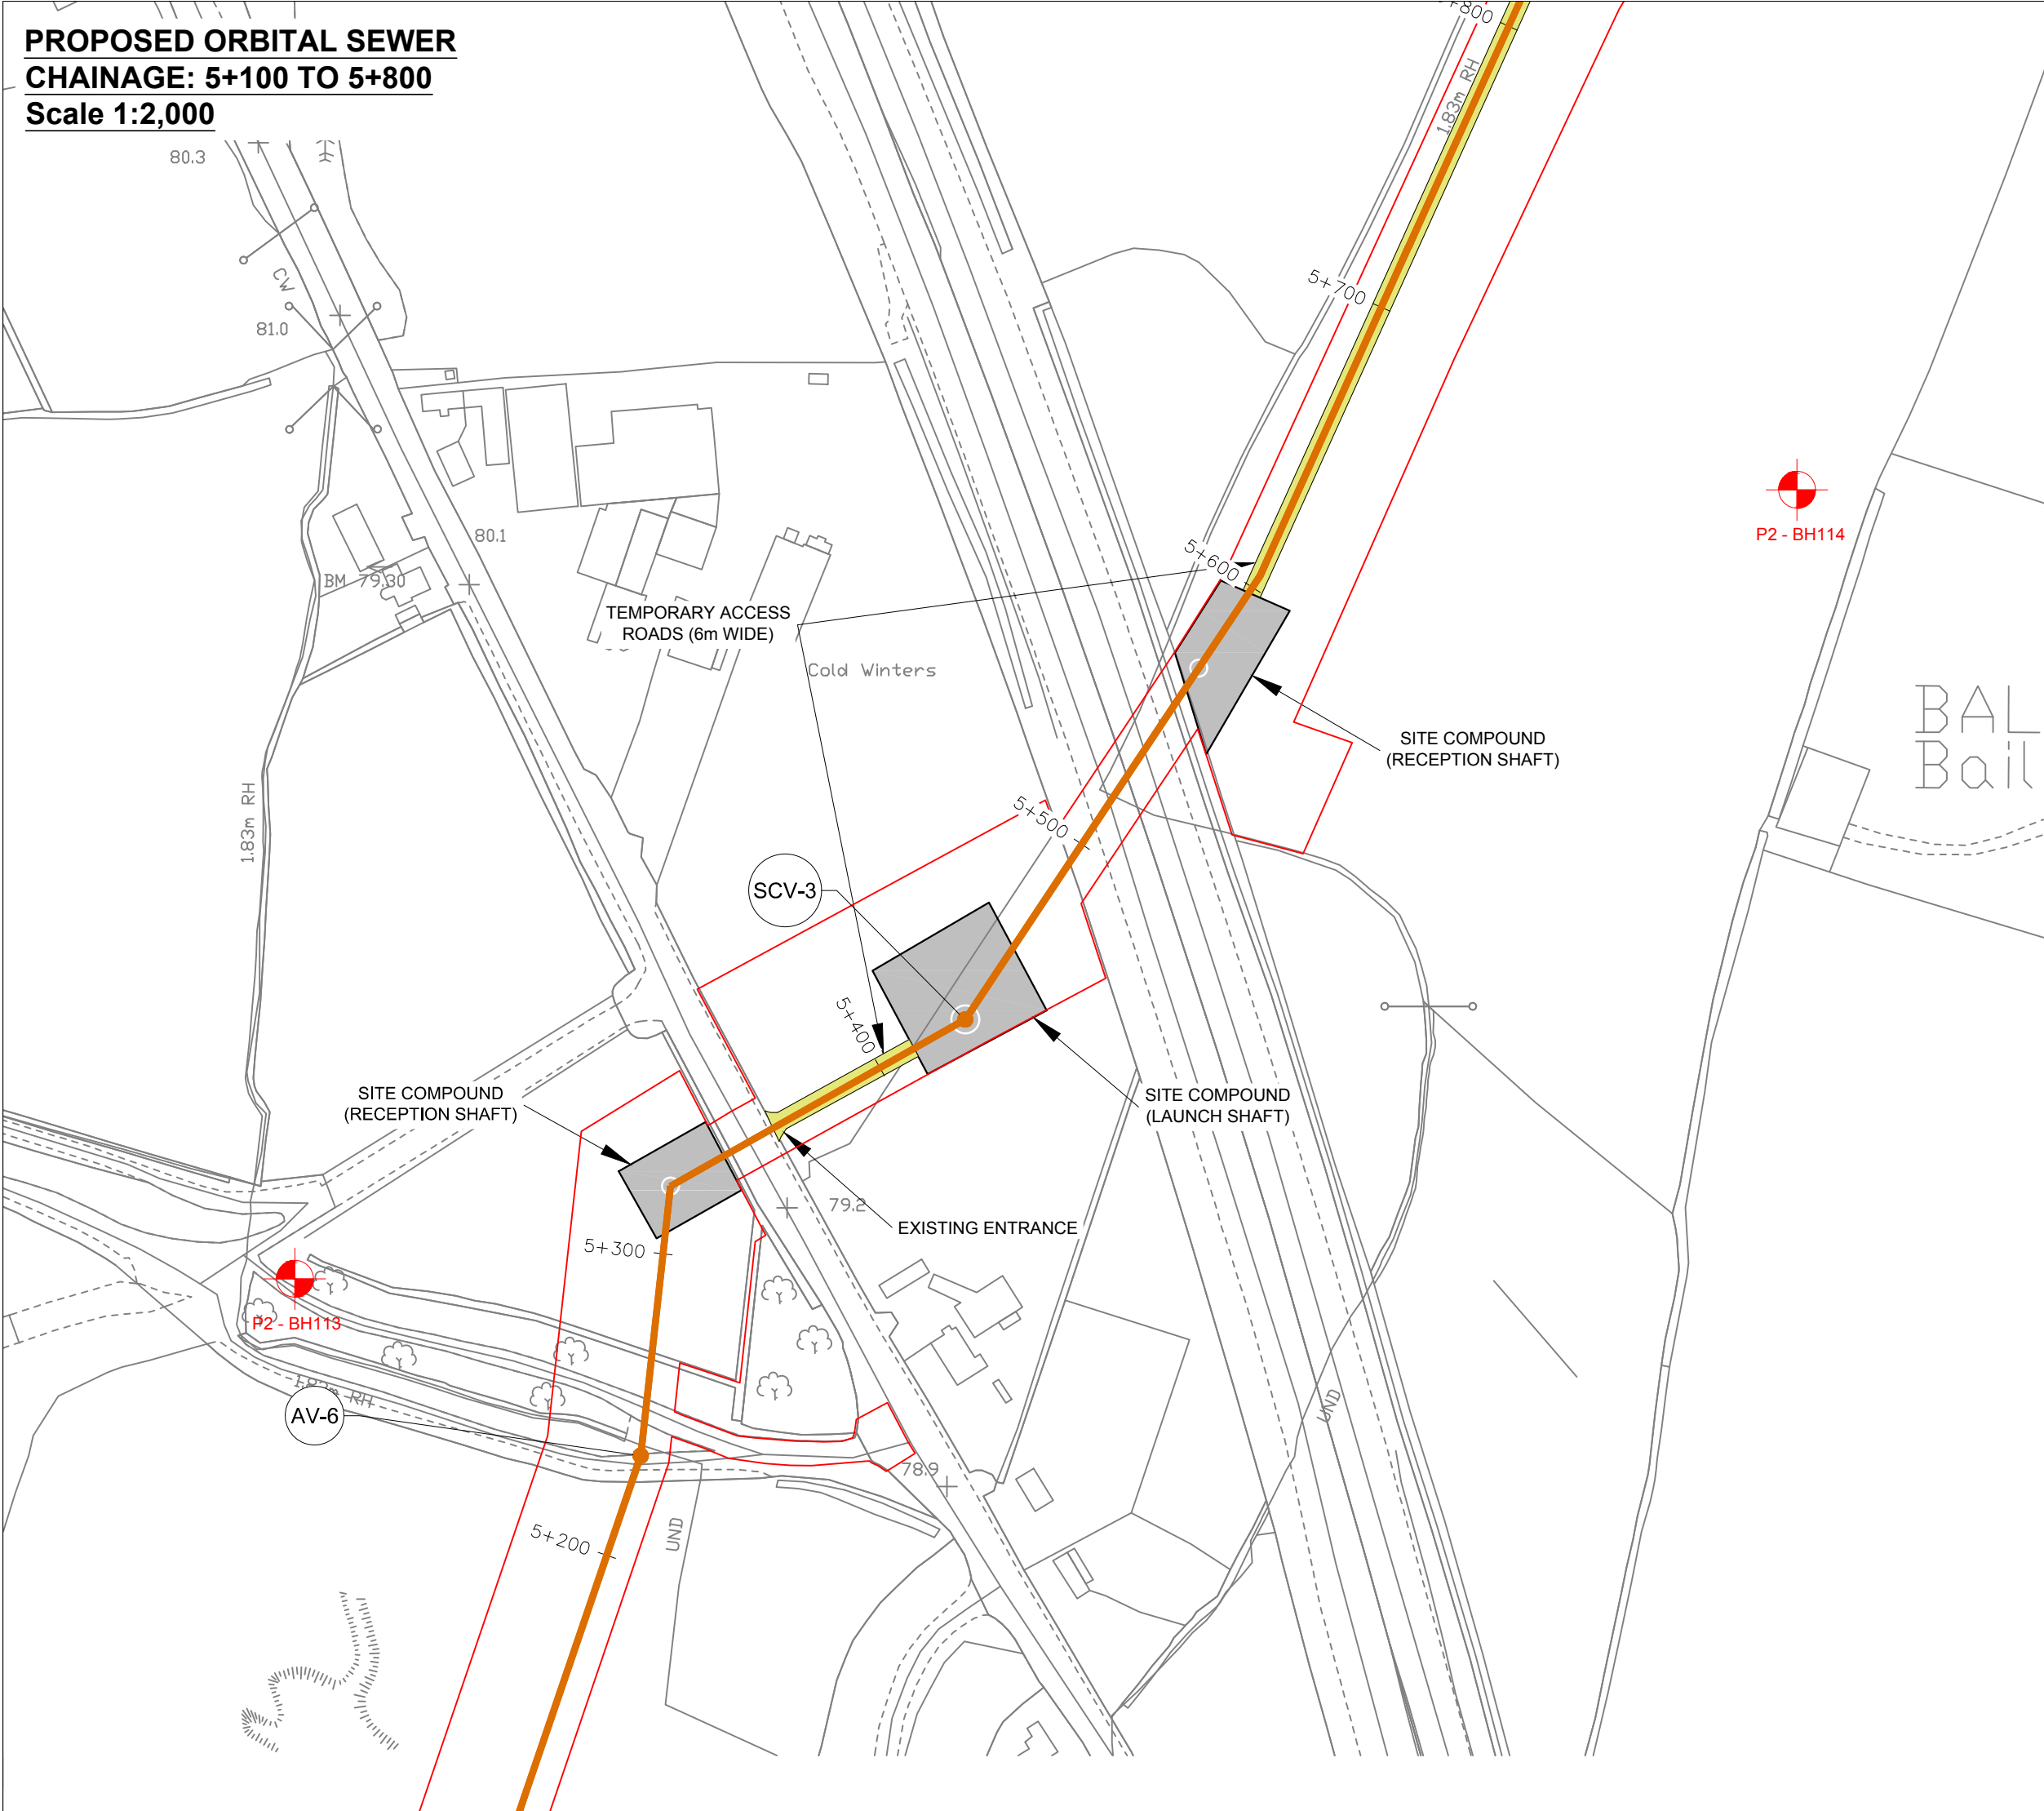 PROPOSED ORBITAL SEWER
CHAINAGE: 5+100 TO 5+800
Scale 1:2,000
80.3
1.83m RH
CW
5+700
81.0
80.1
P2 - BH114
BM 79.30
5+600
TEMPORARY ACCESS
ROADS (6m WIDE)
Cold Winters
BAL
Bail
SITE COMPOUND
(RECEPTION SHAFT)
1.83m RH
5+500
SCV-3
5+400
SITE COMPOUND
(RECEPTION SHAFT)
SITE COMPOUND
(LAUNCH SHAFT)
79.2
EXISTING ENTRANCE
5+300
P2 - BH113
RH
AV-6
UND
78.9
5+200
UND